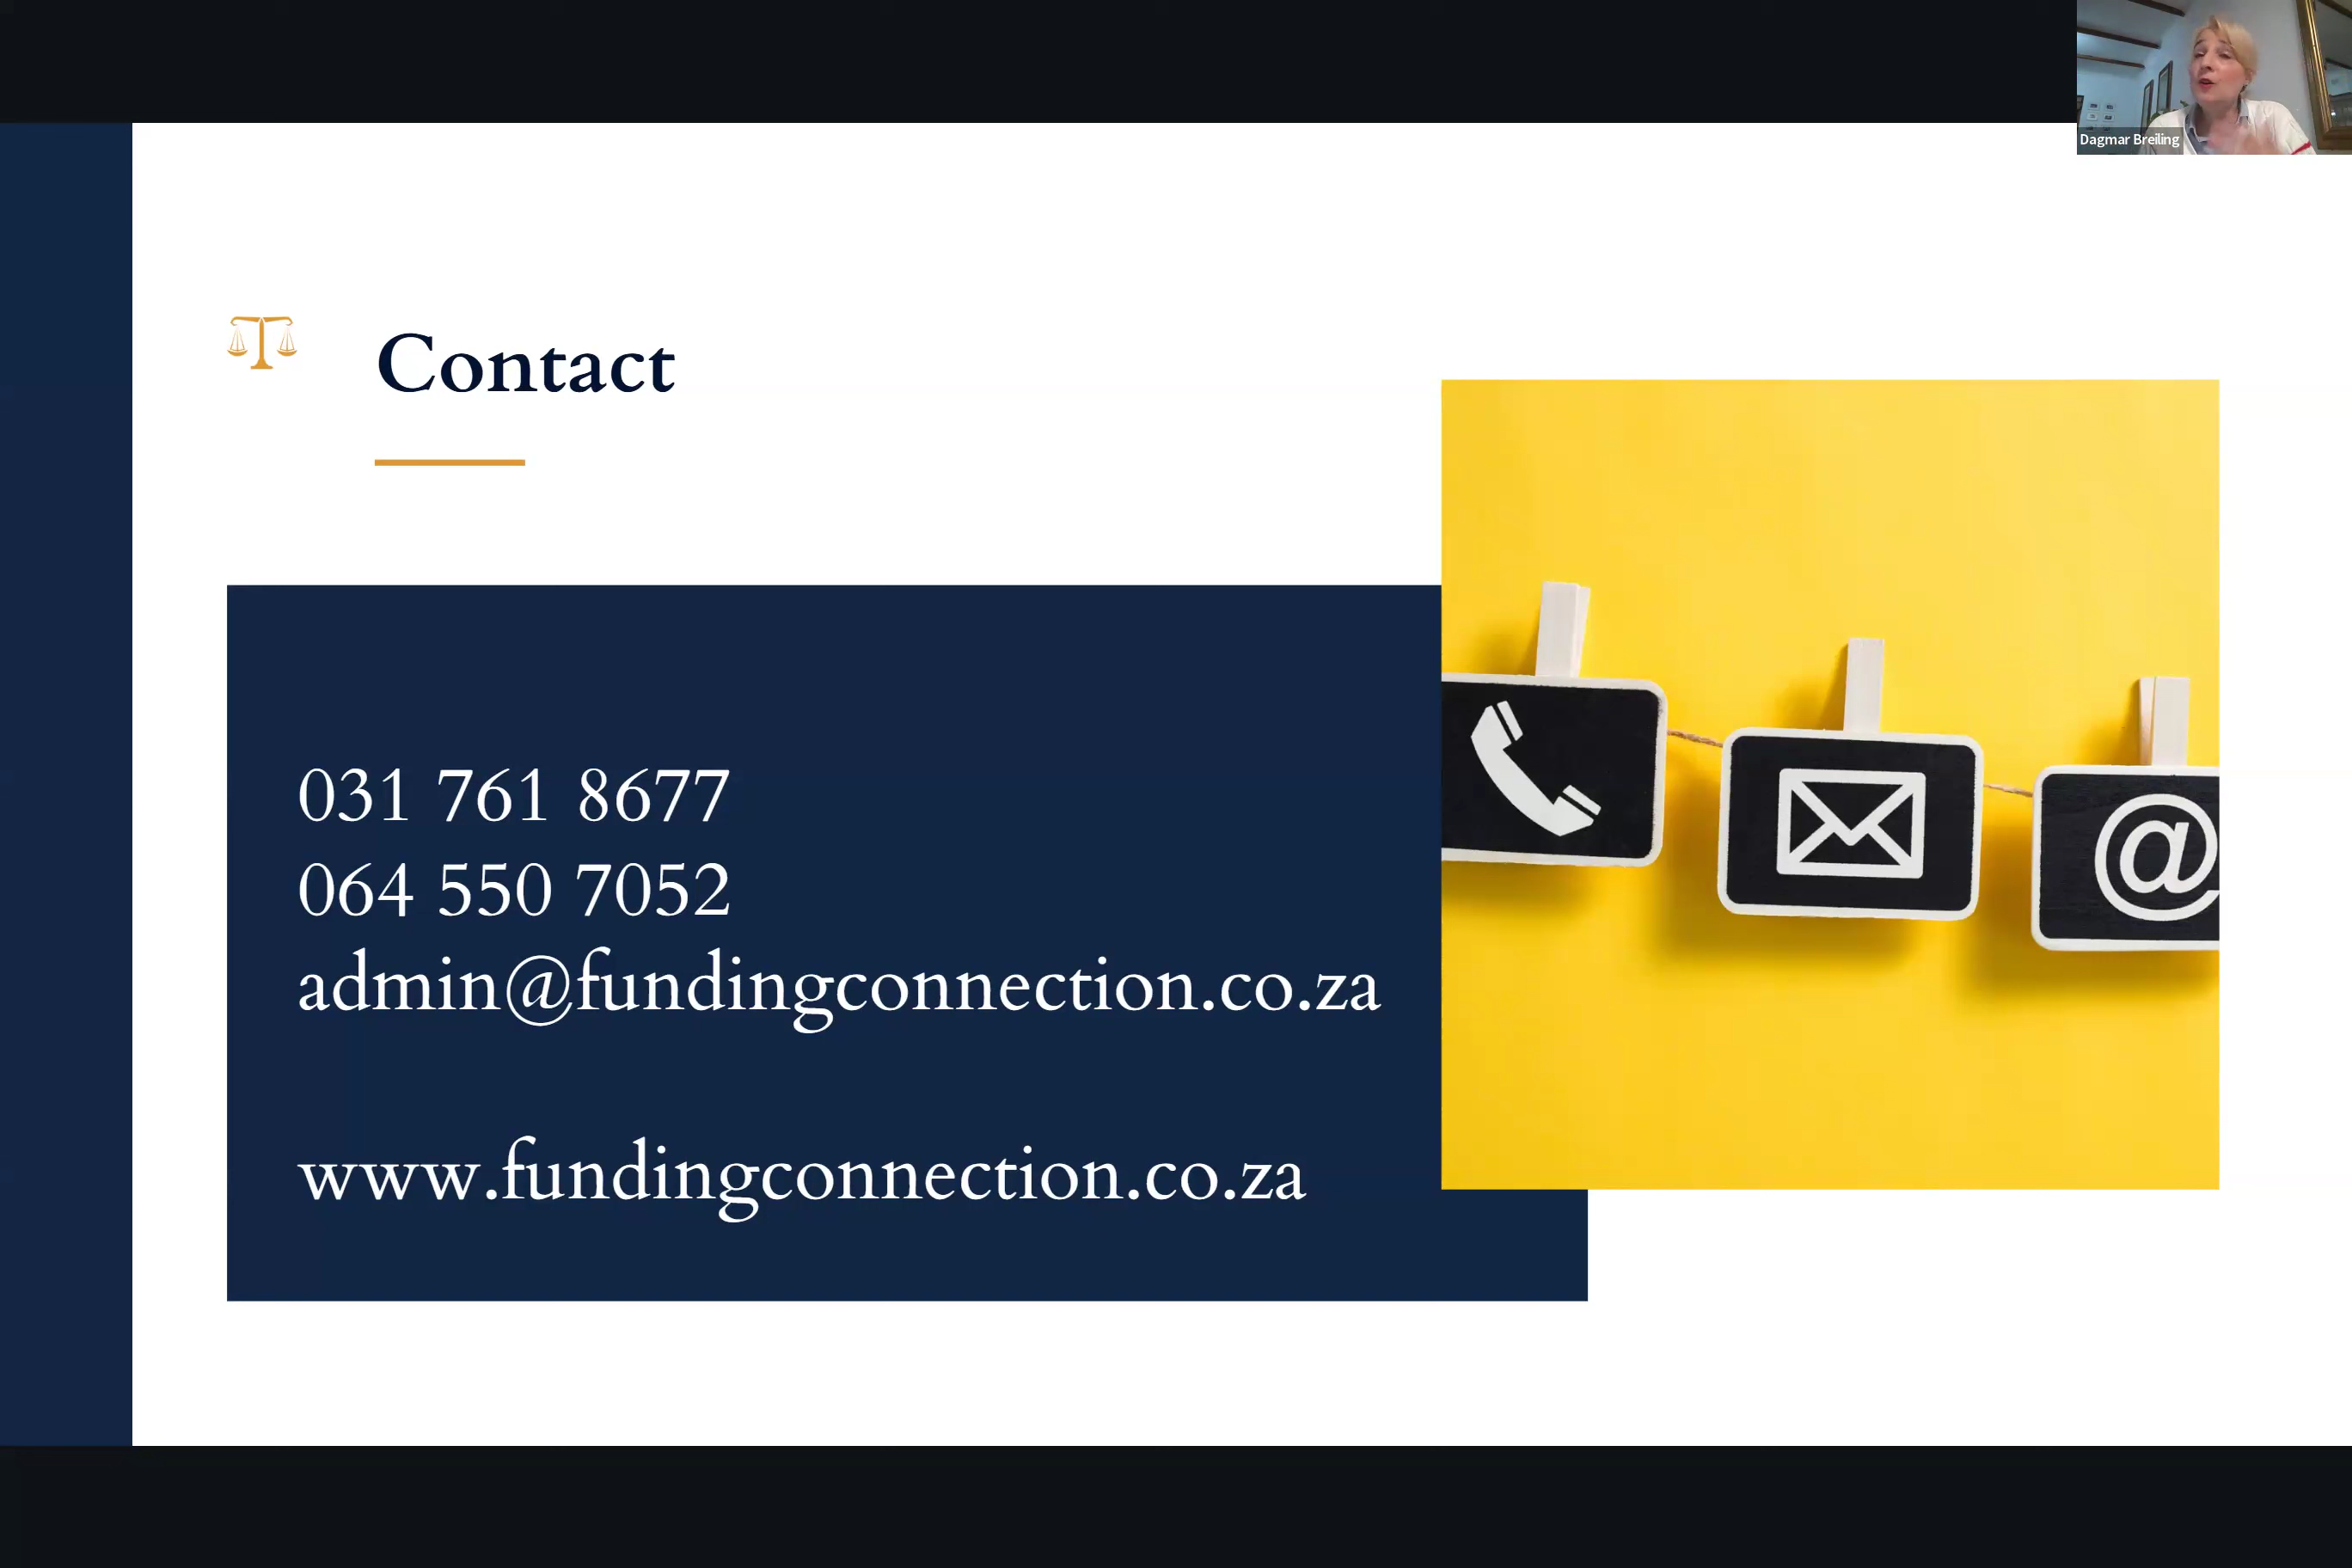 Dagmar Breiling
Contact
031 761 8677
064 550 7052
admin@fundingconnection.co.za
www.fundingconnection.co.za
@